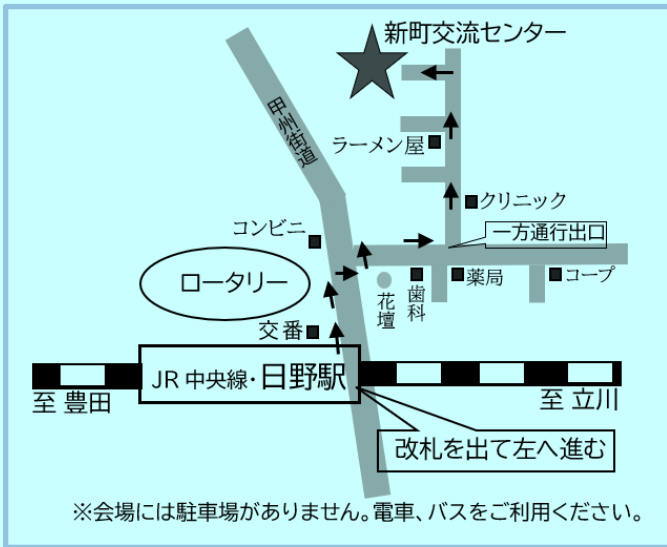 新町交流センター
甲州街道
ラーメン屋
クリニック
コンビニ
一方通行出口
ロータリー
花壇
歯科
薬局
コープ
交番
JR 中央線・日野駅
至 豊田
至 立川
改札を出て左へ進む
※会場には駐車場がありません。電車、バスをご利用ください。